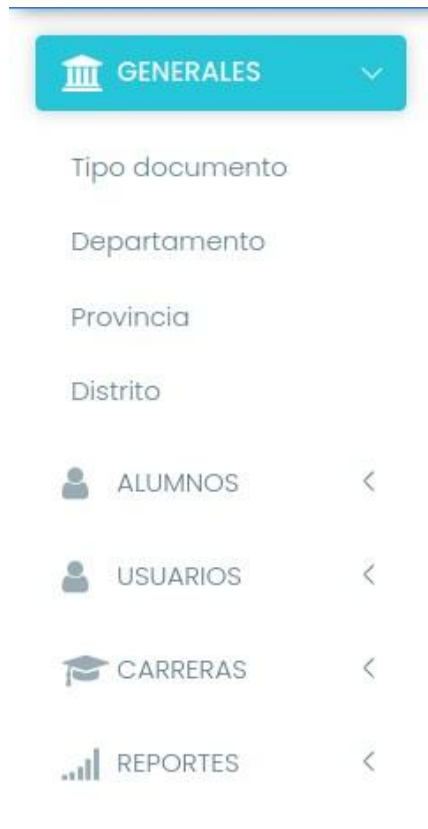 GENERALES
Tipo documento
Departamento
Provincia
Distrito
ALUMNOS
USUARIOS
CARRERAS
REPORTES